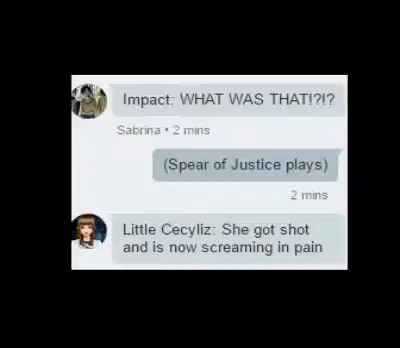 Impact: WHAT WAS THAT!?!?
Sabrina • 2 mins
(Spear of Justice plays)
2 mins
Little Cecyliz: She got shot
and is now screaming in pain